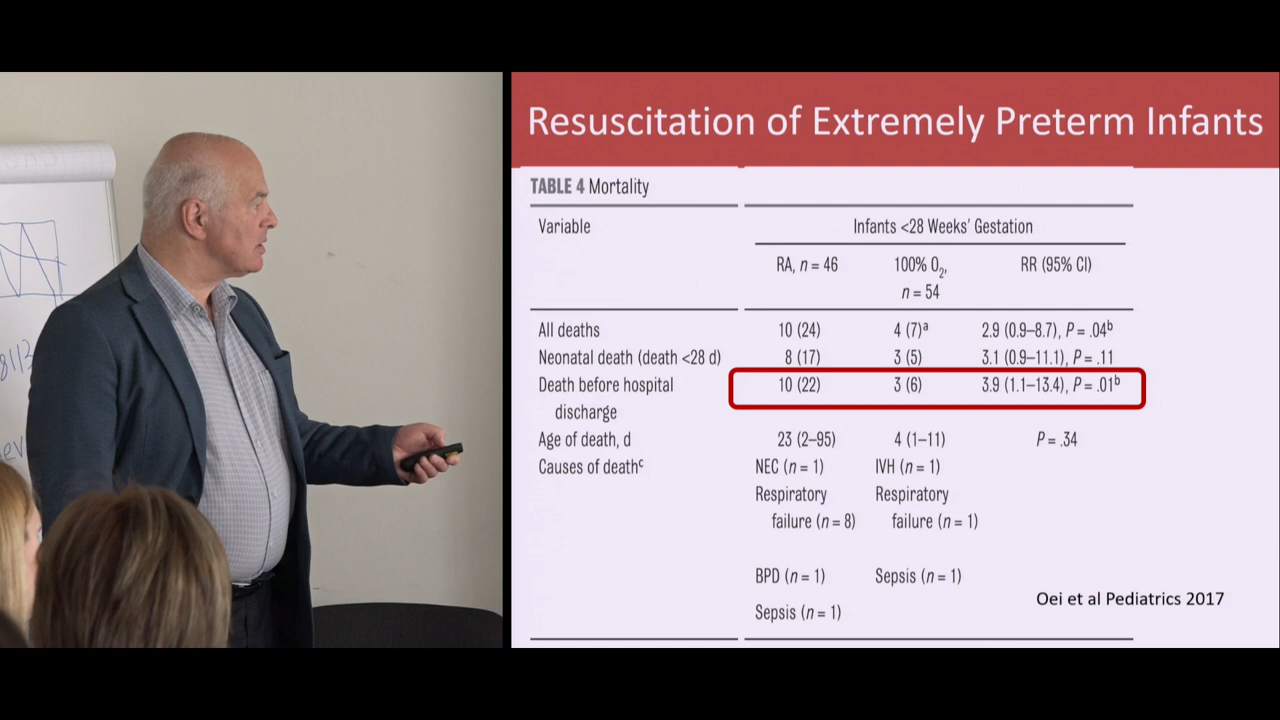 Resuscitation of Extremely Preterm Infants
TABLE 4 Mortality
Variable Infants <28 Weeks' Gestation
RA, n = 46 100% O2, n = 54 RR (95% CI)
All deaths 10 (24) 4 (7)a 2.9 (0.9–8.7), P = .04b
Neonatal death (death <28 d) 8 (17) 3 (5) 3.1 (0.9–11.1), P = .11
Death before hospital discharge 10 (22) 3 (6) 3.9 (1.1–13.4), P = .01b
Age of death, d 23 (2–95) 4 (1–11) P = .34
Causes of deathc NEC (n = 1) IVH (n = 1)
Respiratory failure (n = 8) Respiratory failure (n = 1)
BPD (n = 1) Sepsis (n = 1)
Sepsis (n = 1)
Oei et al Pediatrics 2017